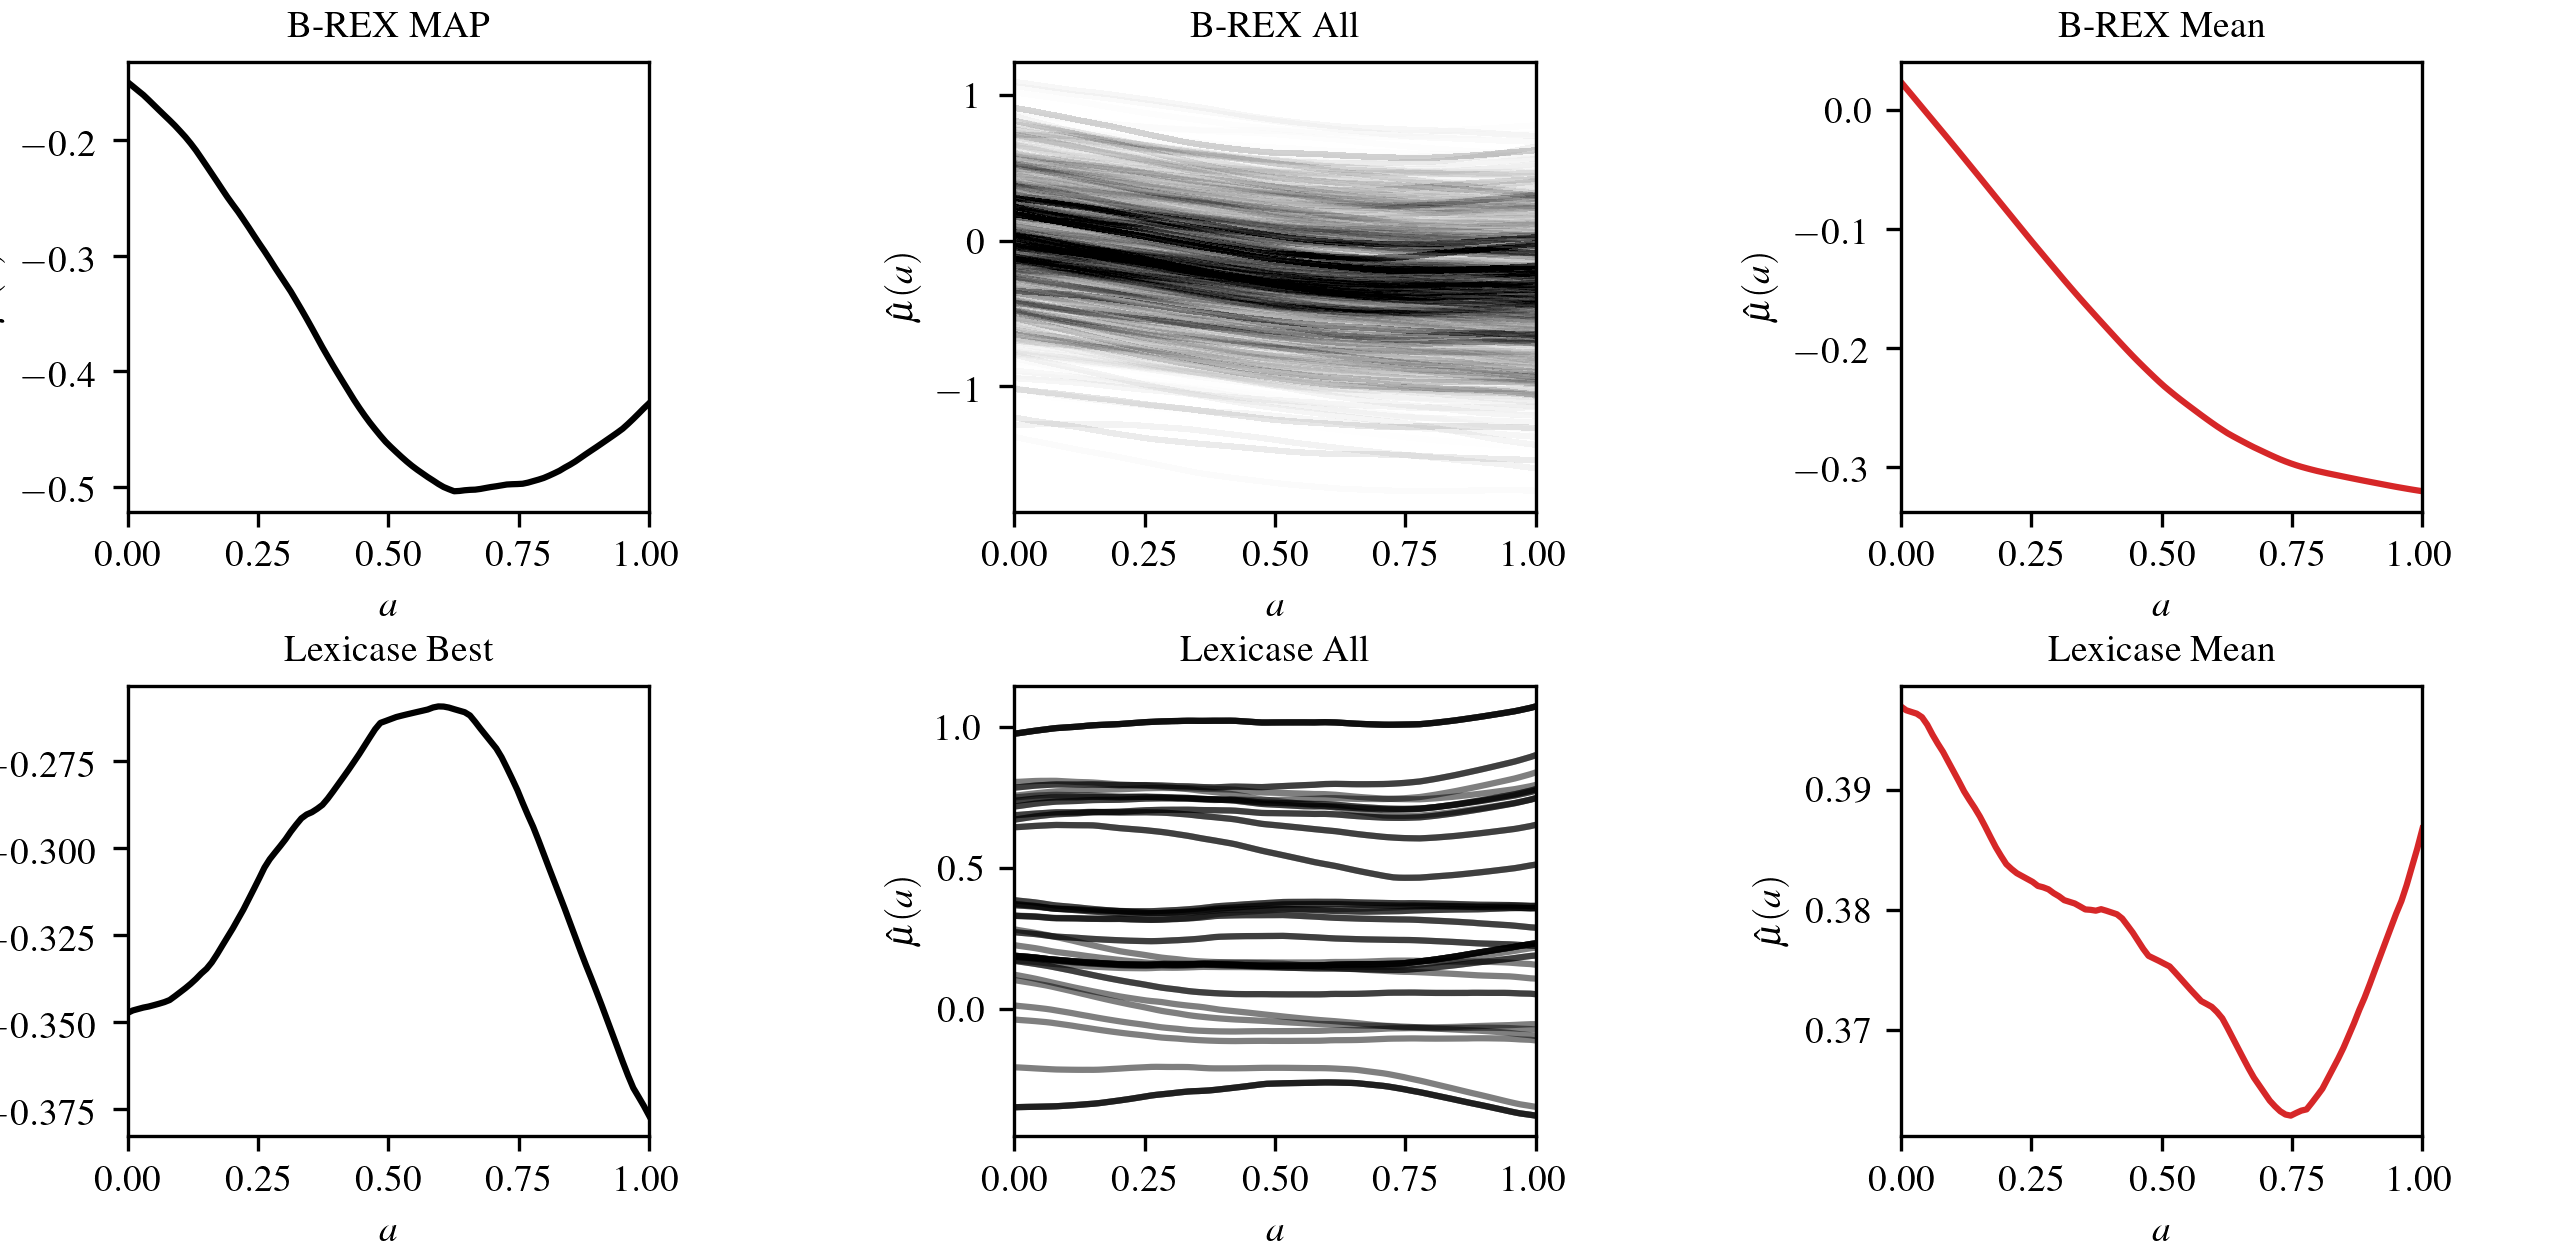 B-REX MAP
−0.2
−0.3
−0.4
−0.5
0.00 0.25 0.50 0.75 1.00
a
B-REX All
μ̂(a)
1
0
−1
0.00 0.25 0.50 0.75 1.00
a
B-REX Mean
μ̂(a)
0.0
−0.1
−0.2
−0.3
0.00 0.25 0.50 0.75 1.00
a
Lexicase Best
−0.275
−0.300
−0.325
−0.350
−0.375
0.00 0.25 0.50 0.75 1.00
a
Lexicase All
μ̂(a)
1.0
0.5
0.0
0.00 0.25 0.50 0.75 1.00
a
Lexicase Mean
μ̂(a)
0.39
0.38
0.37
0.00 0.25 0.50 0.75 1.00
a